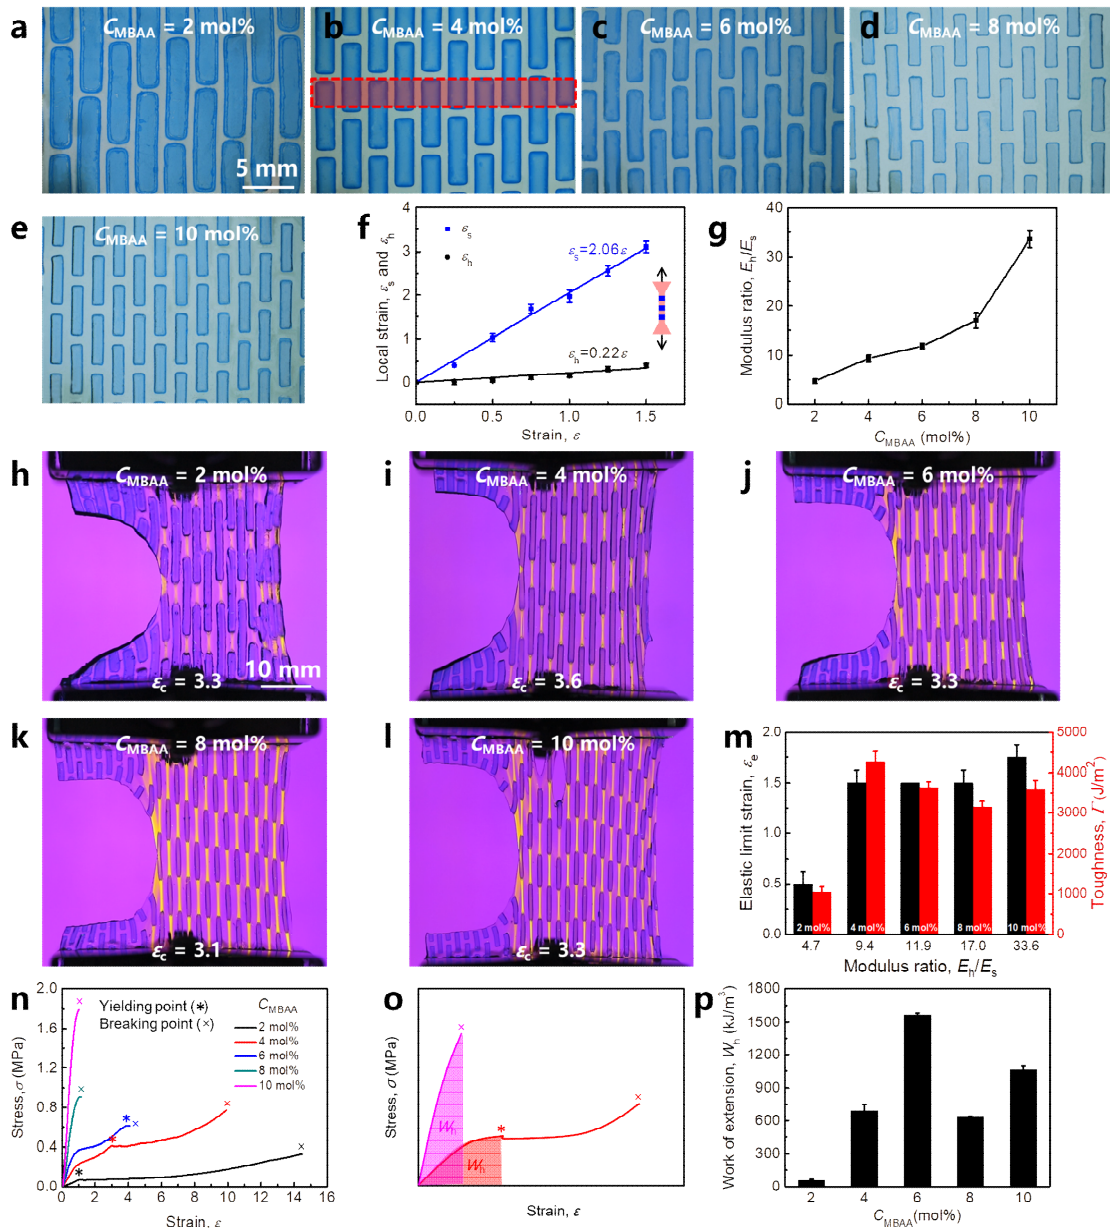 a
C_MBAA = 2 mol%
5 mm
b
C_MBAA = 4 mol%
c
C_MBAA = 6 mol%
d
C_MBAA = 8 mol%
e
C_MBAA = 10 mol%
f
Local strain, ε_s and ε_h
4
3
2
1
0
ε_s
ε_h
ε_s=2.06ε
ε_h=0.22ε
0.0 0.5 1.0 1.5
Strain, ε
g
Modulus ratio, E_h/E_s
40
30
20
10
0
2 4 6 8 10
C_MBAA (mol%)
h
C_MBAA = 2 mol%
ε_c = 3.3
10 mm
i
C_MBAA = 4 mol%
ε_c = 3.6
j
C_MBAA = 6 mol%
ε_c = 3.3
k
C_MBAA = 8 mol%
ε_c = 3.1
l
C_MBAA = 10 mol%
ε_c = 3.3
m
Elastic limit strain, ε_e
2.0
1.5
1.0
0.5
0.0
5000
4000
3000
2000
1000
0
Toughness, Γ (J/m²)
2 mol% 4 mol% 6 mol% 8 mol% 10 mol%
4.7 9.4 11.9 17.0 33.6
Modulus ratio, E_h/E_s
n
Stress, σ (MPa)
2.0
1.6
1.2
0.8
0.4
0.0
Yielding point (*)
Breaking point (×)
C_MBAA
2 mol%
4 mol%
6 mol%
8 mol%
10 mol%
0 2 4 6 8 10 12 14 16
Strain, ε
o
Stress, σ (MPa)
W_h
W_h
Strain, ε
p
Work of extension, W_h (kJ/m³)
1800
1500
1200
900
600
300
0
2 4 6 8 10
C_MBAA(mol%)